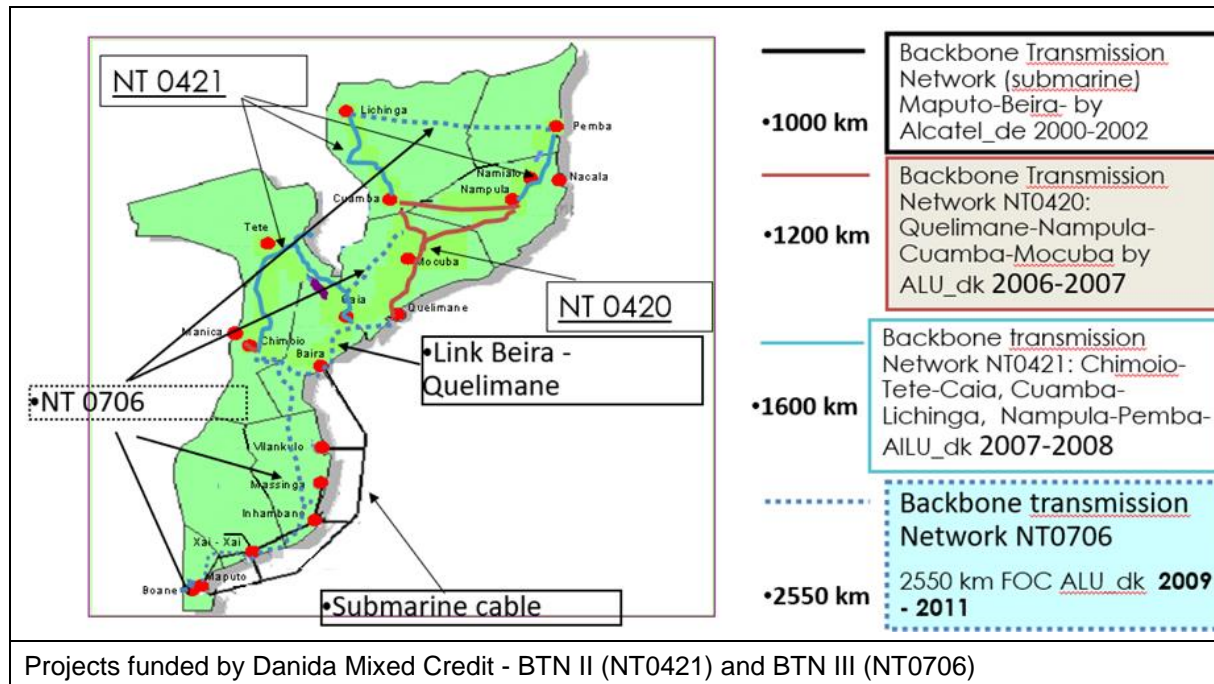 NT 0421
Lichinga
Pemba
Namialo
Nacala
Nampula
Cuamba
Tete
Mocuba
NT 0420
Caia
Quelimane
Manica
Chimoio
Baira
•Link Beira -
Quelimane
•NT 0706
Vilankulo
Massinga
Inhambane
Xai - Xai
Maputo
Boane
•Submarine cable
•1000 km
Backbone Transmission
Network (submarine)
Maputo-Beira- by
Alcatel_de 2000-2002
•1200 km
Backbone Transmission
Network NT0420:
Quelimane-Nampula-
Cuamba-Mocuba by
ALU_dk 2006-2007
•1600 km
Backbone transmission
Network NT0421: Chimoio-
Tete-Caia, Cuamba-
Lichinga, Nampula-Pemba-
AILU_dk 2007-2008
•2550 km
Backbone transmission
Network NT0706
2550 km FOC ALU_dk 2009
- 2011
Projects funded by Danida Mixed Credit - BTN II (NT0421) and BTN III (NT0706)